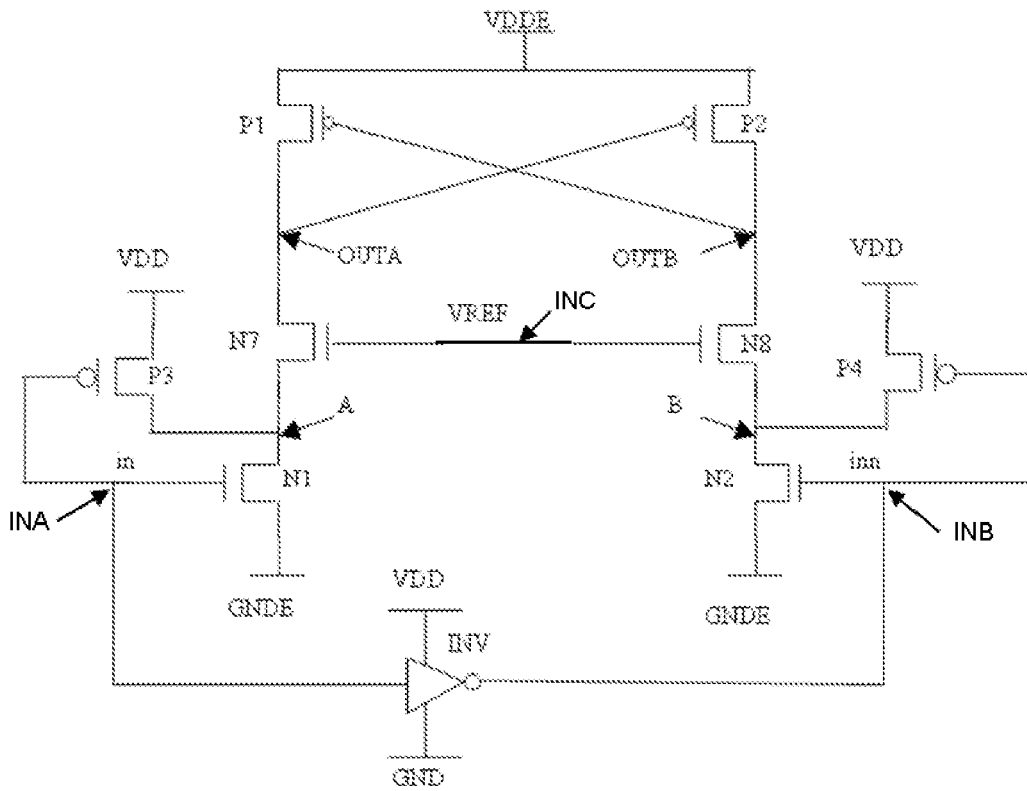 VDDE
P1
P2
OUTA
OUTB
VDD
VDD
INC
VREF
N7
N8
P3
P4
A
B
in
inn
N1
N2
INA
INB
VDD
GNDE
GNDE
INV
GND